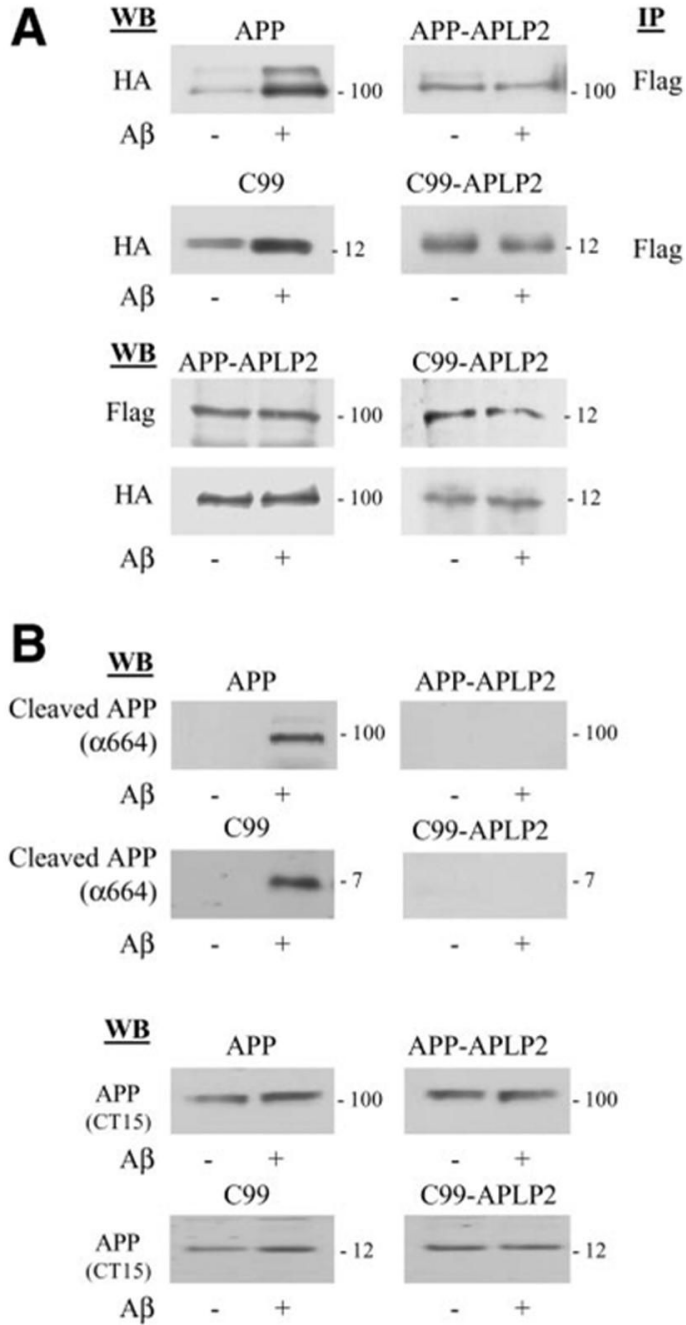 A
WB IP
APP APP-APLP2
HA - 100 - 100 Flag
Aβ - + - +
C99 C99-APLP2
HA - 12 - 12 Flag
Aβ - + - +
WB
APP-APLP2 C99-APLP2
Flag - 100 - 12
HA - 100 - 12
Aβ - + - +
B
WB
APP APP-APLP2
Cleaved APP
(α664) - 100 - 100
Aβ - + - +
C99 C99-APLP2
Cleaved APP
(α664) - 7 - 7
Aβ - + - +
WB
APP APP-APLP2
APP - 100 - 100
(CT15)
Aβ - + - +
C99 C99-APLP2
APP - 12 - 12
(CT15)
Aβ - + - +